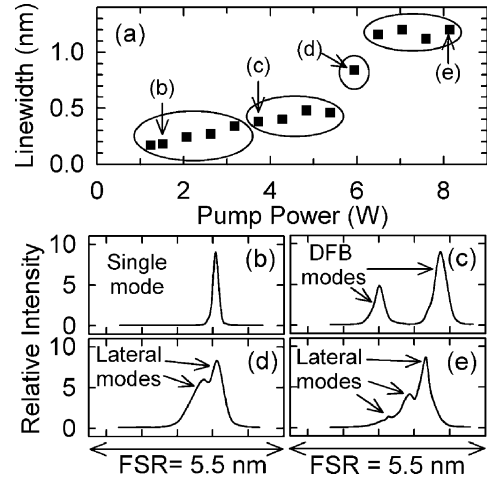 Linewidth (nm)
1.0
0.5
0.0
(a)
(b)
(c)
(d)
(e)
0 2 4 6 8
Pump Power (W)
Relative Intensity
10
5
0
Single
mode
(b)
DFB
modes
(c)
10
5
0
Lateral
modes
(d)
Lateral
modes
(e)
FSR= 5.5 nm
FSR = 5.5 nm